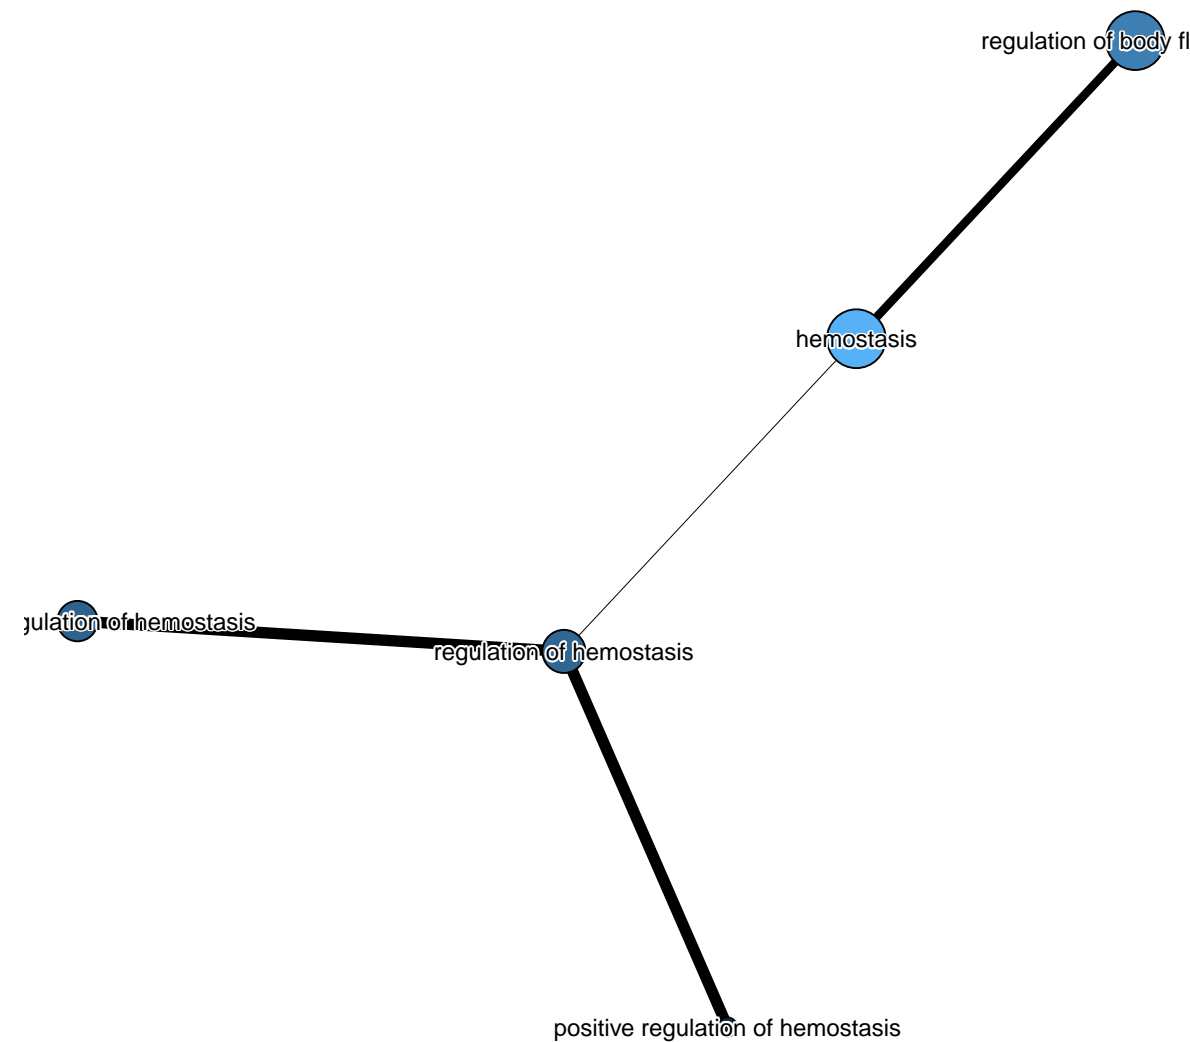 regulation of body fl
hemostasis
gulation of hemostasis
regulation of hemostasis
positive regulation of hemostasis